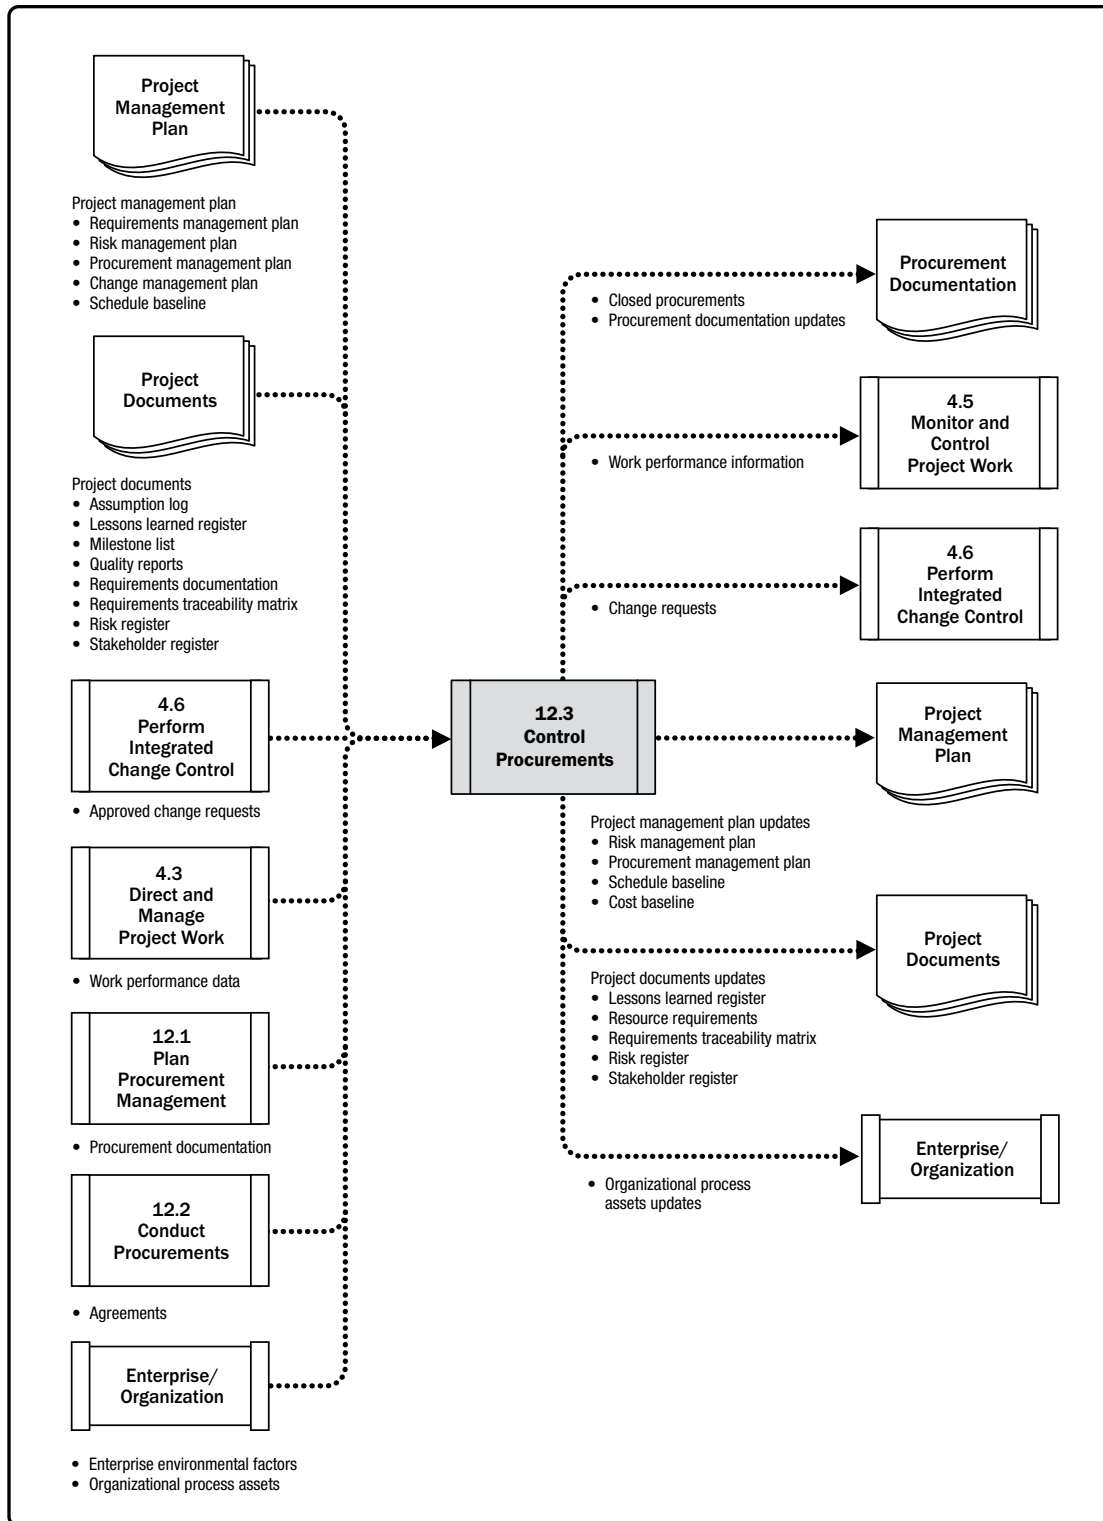 Project
Management
Plan
Project management plan
• Requirements management plan
• Risk management plan
• Procurement management plan
• Change management plan
• Schedule baseline
Project
Documents
Project documents
• Assumption log
• Lessons learned register
• Milestone list
• Quality reports
• Requirements documentation
• Requirements traceability matrix
• Risk register
• Stakeholder register
4.6
Perform
Integrated
Change Control
• Approved change requests
4.3
Direct and
Manage
Project Work
• Work performance data
12.1
Plan
Procurement
Management
• Procurement documentation
12.2
Conduct
Procurements
• Agreements
Enterprise/
Organization
• Enterprise environmental factors
• Organizational process assets
12.3
Control
Procurements
• Closed procurements
• Procurement documentation updates
Procurement
Documentation
• Work performance information
4.5
Monitor and
Control
Project Work
• Change requests
4.6
Perform
Integrated
Change Control
Project
Management
Plan
Project management plan updates
• Risk management plan
• Procurement management plan
• Schedule baseline
• Cost baseline
Project
Documents
Project documents updates
• Lessons learned register
• Resource requirements
• Requirements traceability matrix
• Risk register
• Stakeholder register
Enterprise/
Organization
• Organizational process
assets updates